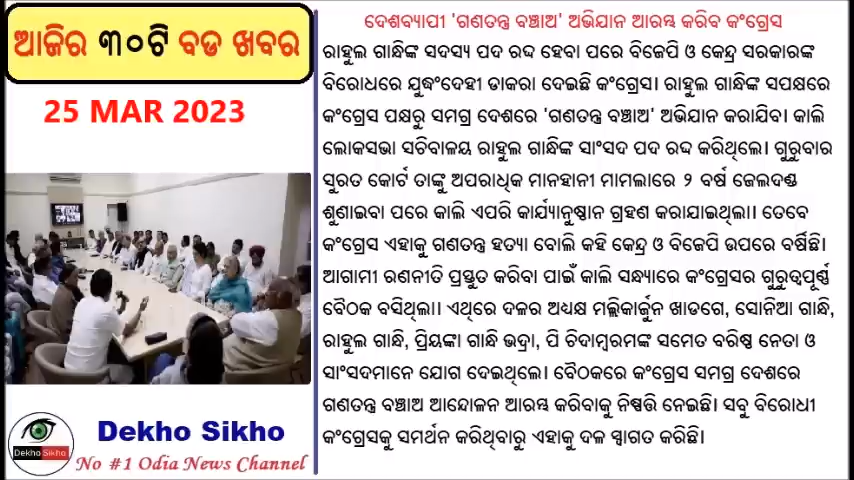 ଆଜିର ୩୦ଟି ବଡ ଖବର
25 MAR 2023
Dekho Sikho
Dekho Sikho
No #1 Odia News Channel
ଦେଶବ୍ୟାପୀ 'ଗଣତନ୍ତ୍ର ବଞ୍ଚାଅ' ଅଭିଯାନ ଆରମ୍ଭ କରିବ କଂଗ୍ରେସ
ରାହୁଲ ଗାନ୍ଧିଙ୍କ ସଦସ୍ୟ ପଦ ରଦ୍ଦ ହେବା ପରେ ବିଜେପି ଓ କେନ୍ଦ୍ର ସରକାରଙ୍କ
ବିରୋଧରେ ଯୁଦ୍ଧଂଦେହୀ ଡାକରା ଦେଇଛି କଂଗ୍ରେସ। ରାହୁଲ ଗାନ୍ଧିଙ୍କ ସପକ୍ଷରେ
କଂଗ୍ରେସ ପକ୍ଷରୁ ସମଗ୍ର ଦେଶରେ 'ଗଣତନ୍ତ୍ର ବଞ୍ଚାଅ' ଅଭିଯାନ କରାଯିବ। କାଲି
ଲୋକସଭା ସଚିବାଳୟ ରାହୁଲ ଗାନ୍ଧିଙ୍କ ସାଂସଦ ପଦ ରଦ୍ଦ କରିଥିଲେ। ଗୁରୁବାର
ସୁରତ କୋର୍ଟ ତାଙ୍କୁ ଅପରାଧିକ ମାନହାନୀ ମାମଲାରେ ୨ ବର୍ଷ ଜେଲଦଣ୍ଡ
ଶୁଣାଇବା ପରେ କାଲି ଏପରି କାର୍ଯ୍ୟାନୁଷ୍ଠାନ ଗ୍ରହଣ କରାଯାଇଥିଲା। ତେବେ
କଂଗ୍ରେସ ଏହାକୁ ଗଣତନ୍ତ୍ର ହତ୍ୟା ବୋଲି କହି କେନ୍ଦ୍ର ଓ ବିଜେପି ଉପରେ ବର୍ଷିଛି।
ଆଗାମୀ ରଣନୀତି ପ୍ରସ୍ତୁତ କରିବା ପାଇଁ କାଲି ସନ୍ଧ୍ୟାରେ କଂଗ୍ରେସର ଗୁରୁତ୍ୱପୂର୍ଣ୍ଣ
ବୈଠକ ବସିଥିଲା। ଏଥିରେ ଦଳର ଅଧ୍ୟକ୍ଷ ମଲ୍ଲିକାର୍ଜୁନ ଖାଡଗେ, ସୋନିଆ ଗାନ୍ଧି,
ରାହୁଲ ଗାନ୍ଧି, ପ୍ରିୟଙ୍କା ଗାନ୍ଧି ଭଦ୍ରା, ପି ଚିଦାମ୍ବରମଙ୍କ ସମେତ ବରିଷ୍ଠ ନେତା ଓ
ସାଂସଦମାନେ ଯୋଗ ଦେଇଥିଲେ। ବୈଠକରେ କଂଗ୍ରେସ ସମଗ୍ର ଦେଶରେ
ଗଣତନ୍ତ୍ର ବଞ୍ଚାଅ ଆନ୍ଦୋଳନ ଆରମ୍ଭ କରିବାକୁ ନିଷ୍ପତ୍ତି ନେଇଛି। ସବୁ ବିରୋଧୀ
କଂଗ୍ରେସକୁ ସମର୍ଥନ କରିଥିବାରୁ ଏହାକୁ ଦଳ ସ୍ୱାଗତ କରିଛି।